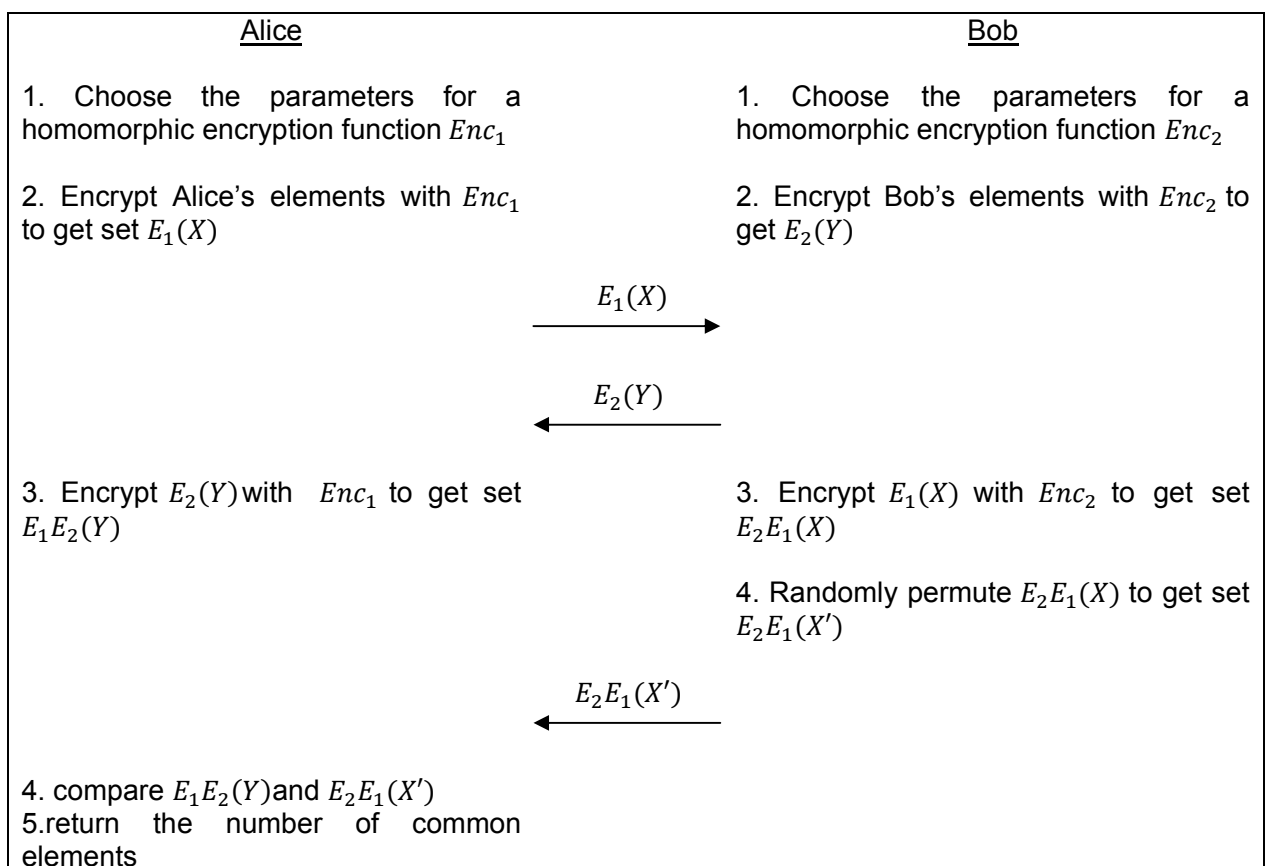 Alice
Bob
1. Choose the parameters for a
homomorphic encryption function Enc₁
1. Choose the parameters for a
homomorphic encryption function Enc₂
2. Encrypt Alice’s elements with Enc₁
to get set E₁(X)
2. Encrypt Bob’s elements with Enc₂ to
get E₂(Y)
E₁(X)
E₂(Y)
3. Encrypt E₂(Y)with Enc₁ to get set
E₁E₂(Y)
3. Encrypt E₁(X) with Enc₂ to get set
E₂E₁(X)
4. Randomly permute E₂E₁(X) to get set
E₂E₁(X′)
E₂E₁(X′)
4. compare E₁E₂(Y)and E₂E₁(X′)
5.return the number of common
elements